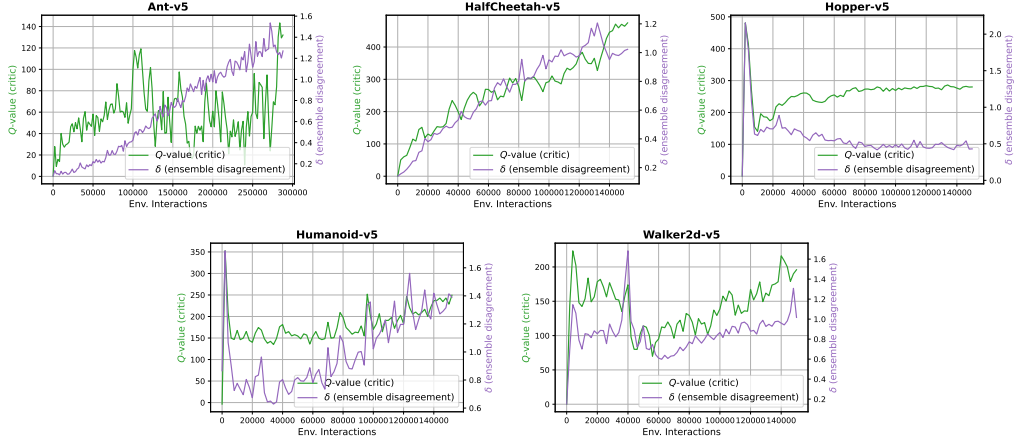 Ant-v5
Q-value (critic)
140
120
100
80
60
40
20
0
1.6
1.4
1.2
1.0
0.8
0.6
0.4
0.2
δ (ensemble disagreement)
Q-value (critic)
δ (ensemble disagreement)
0 50000 100000 150000 200000 250000 300000
Env. Interactions
HalfCheetah-v5
Q-value (critic)
400
300
200
100
0
1.2
1.0
0.8
0.6
0.4
0.2
δ (ensemble disagreement)
Q-value (critic)
δ (ensemble disagreement)
0 20000 40000 60000 80000 100000 120000 140000
Env. Interactions
Hopper-v5
Q-value (critic)
500
400
300
200
100
0
2.0
1.5
1.0
0.5
0.0
δ (ensemble disagreement)
Q-value (critic)
δ (ensemble disagreement)
0 20000 40000 60000 80000 100000 120000 140000
Env. Interactions
Humanoid-v5
Q-value (critic)
350
300
250
200
150
100
50
0
1.6
1.4
1.2
1.0
0.8
0.6
δ (ensemble disagreement)
Q-value (critic)
δ (ensemble disagreement)
0 20000 40000 60000 80000 100000 120000 140000
Env. Interactions
Walker2d-v5
Q-value (critic)
200
150
100
50
0
1.6
1.4
1.2
1.0
0.8
0.6
0.4
0.2
δ (ensemble disagreement)
Q-value (critic)
δ (ensemble disagreement)
0 20000 40000 60000 80000 100000 120000 140000
Env. Interactions